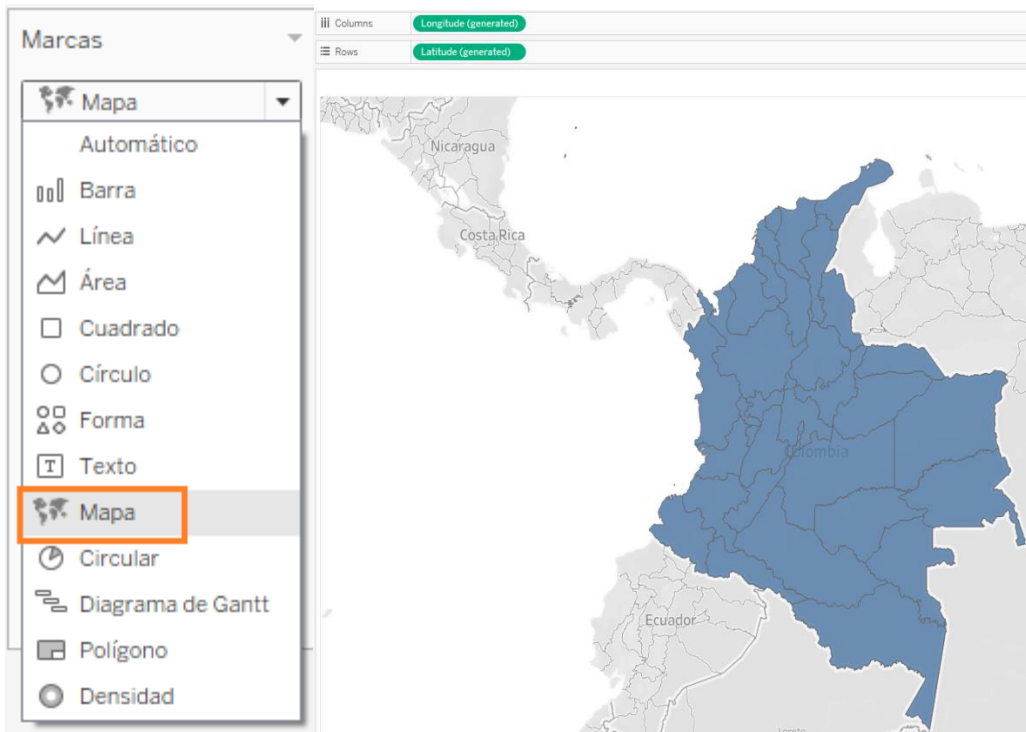 Marcas
Mapa
Automático
Barra
Línea
Área
Cuadrado
Círculo
Forma
T Texto
Mapa
Circular
Diagrama de Gantt
Polígono
Densidad
Columns Longitude (generated)
Rows Latitude (generated)
Nicaragua
Costa Rica
Colombia
Ecuador
Loreto